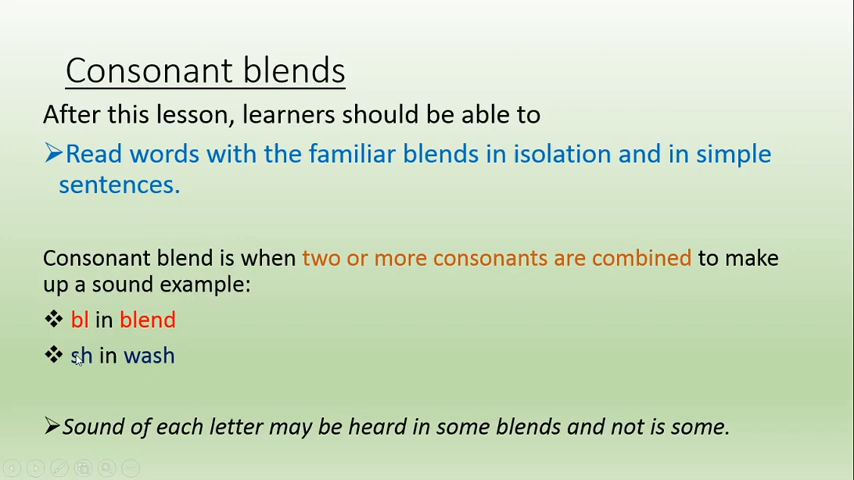 Consonant blends
After this lesson, learners should be able to
➢Read words with the familiar blends in isolation and in simple
sentences.
Consonant blend is when two or more consonants are combined to make
up a sound example:
❖ bl in blend
❖ sh in wash
➢Sound of each letter may be heard in some blends and not is some.